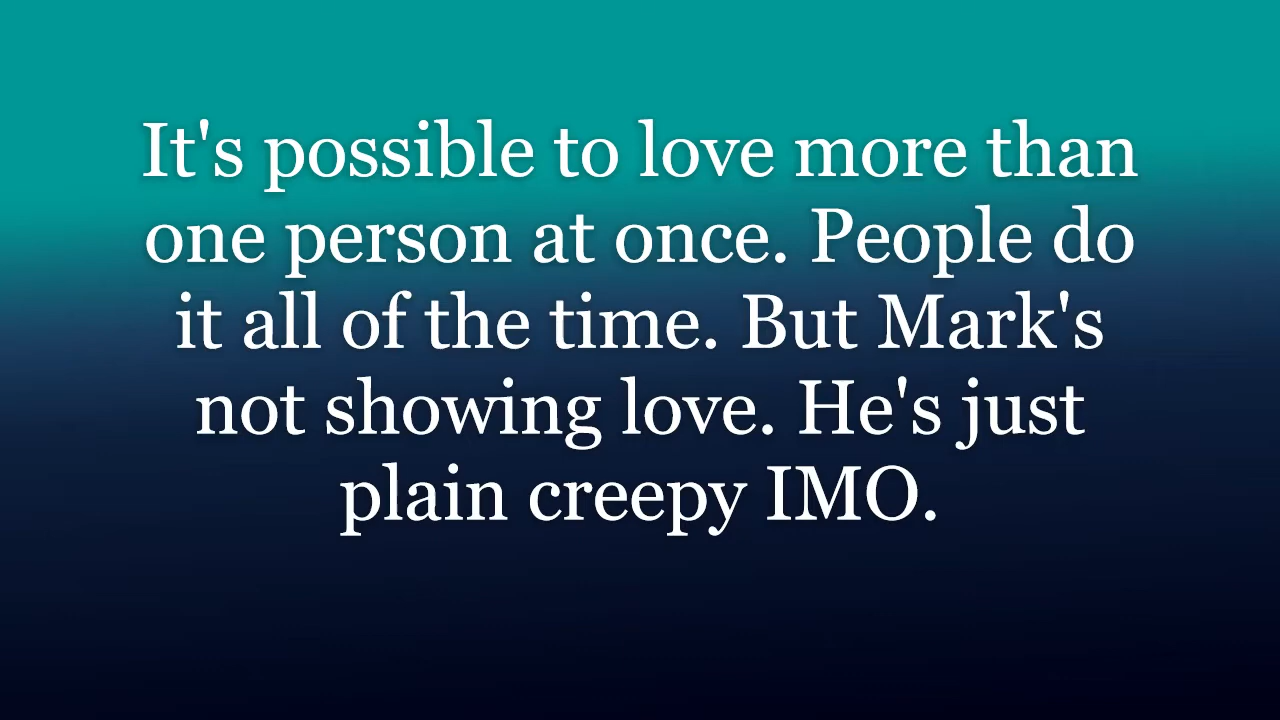 It's possible to love more than
one person at once. People do
it all of the time. But Mark's
not showing love. He's just
plain creepy IMO.